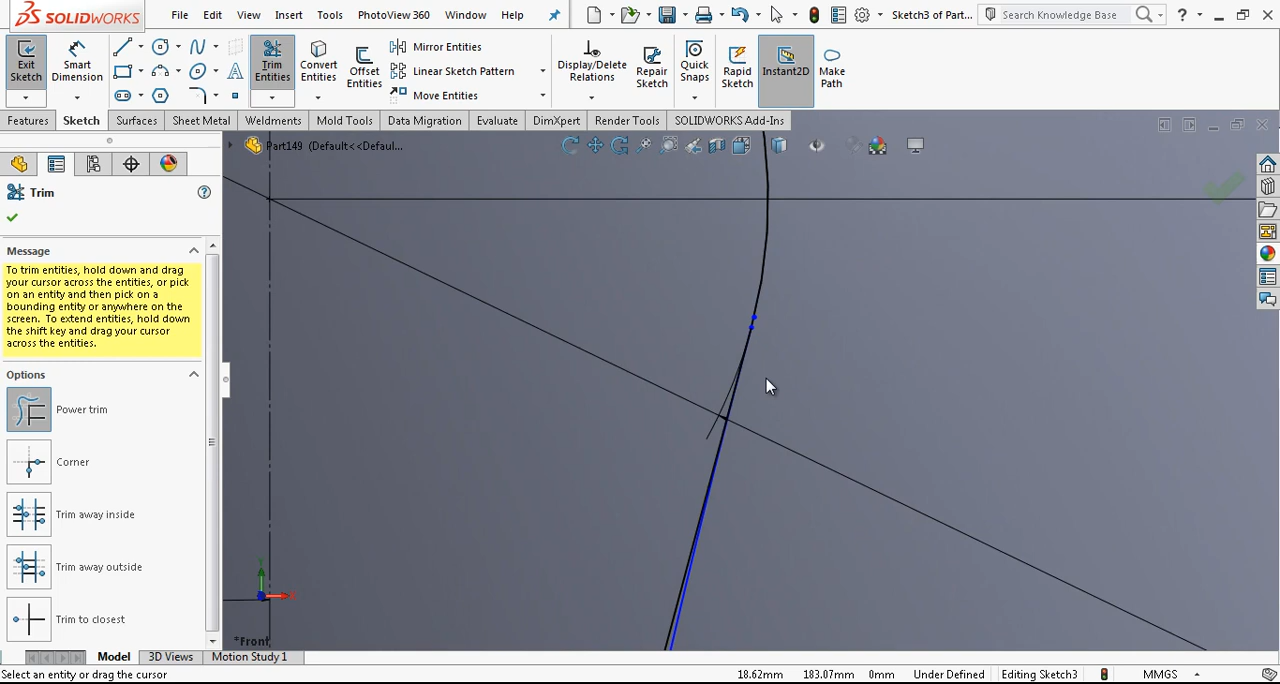 SOLIDWORKS File Edit View Insert Tools PhotoView 360 Window Help Sketch3 of Part... Search Knowledge Base ?
Exit Sketch
Smart Dimension
Trim Entities
Convert Entities
Offset Entities
Mirror Entities
Linear Sketch Pattern
Move Entities
Display/Delete Relations
Repair Sketch
Quick Snaps
Rapid Sketch
Instant2D
Make Path
Features Sketch Surfaces Sheet Metal Weldments Mold Tools Data Migration Evaluate DimXpert Render Tools SOLIDWORKS Add-Ins
Part149 (Default<<Defaul...
Trim ?
Message
To trim entities, hold down and drag
your cursor across the entities, or pick
on an entity and then pick on a
bounding entity or anywhere on the
screen. To extend entities, hold down
the shift key and drag your cursor
across the entities.
Options
Power trim
Corner
Trim away inside
Trim away outside
Trim to closest
*Front
Model 3D Views Motion Study 1
Select an entity or drag the cursor 18.62mm 183.07mm 0mm Under Defined Editing Sketch3 MMGS